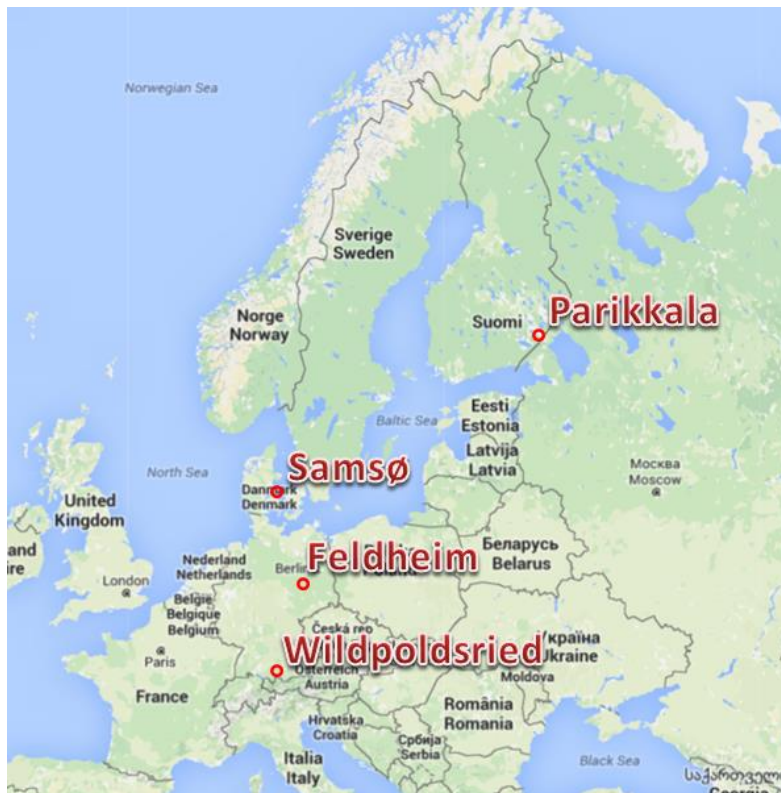 Norwegian Sea
Sverige
Sweden
Norge
Norway
Suomi
Parikkala
Baltic Sea
Eesti
Estonia
Latvija
Latvia
Москва
Moscow
North Sea
Samsø
Danmark
Denmark
United
Kingdom
and
ire
London
Nederland
Netherlands
Feldheim
Berlin
Беларусь
Belarus
België
Belgique
Belgium
Paris
Wildpoldsried
Österreich
Austria
Україна
Ukraine
Moldova
France
Hrvatska
Croatia
România
Romania
Србија
Serbia
Italia
Italy
Black Sea